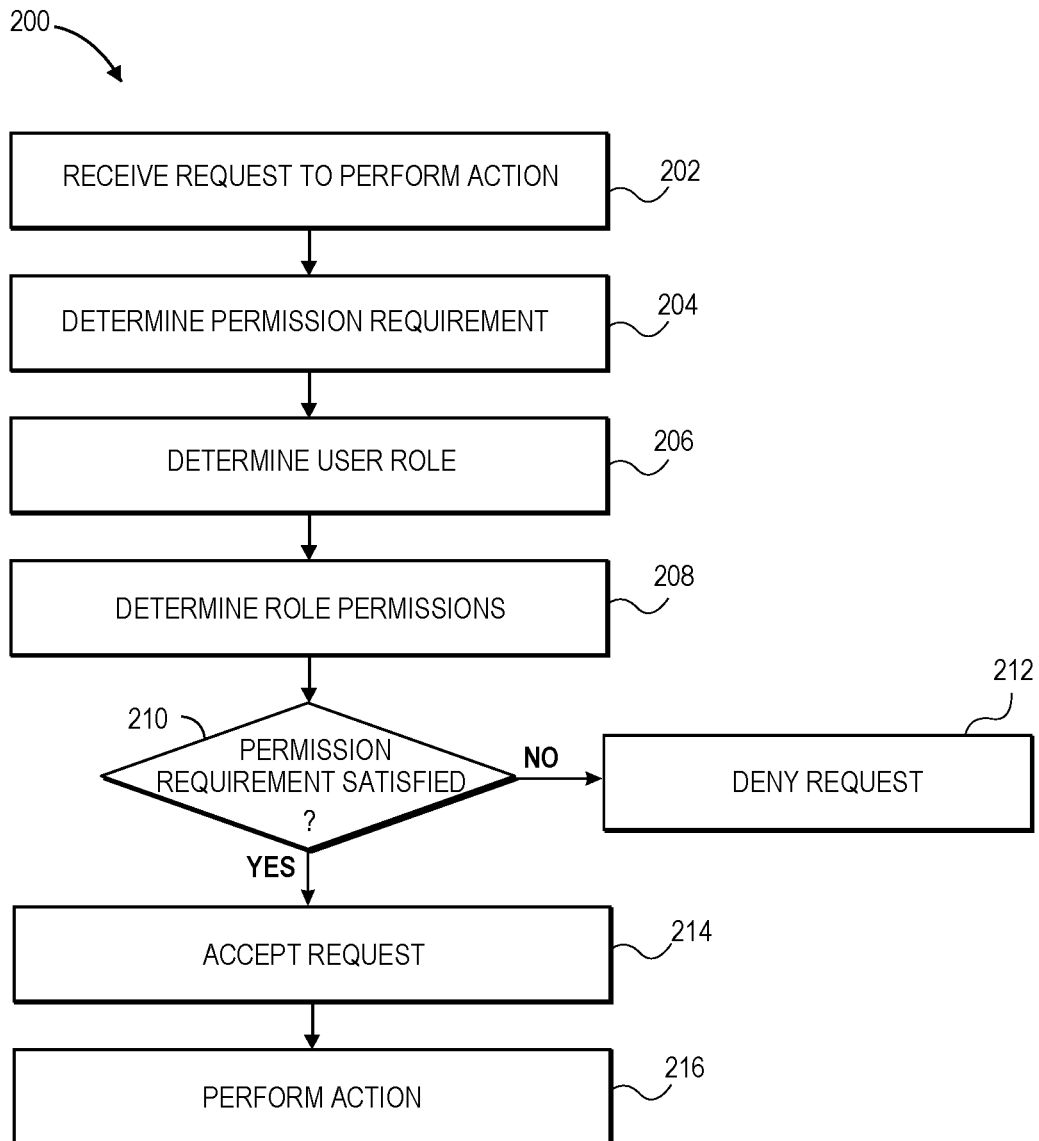 200
RECEIVE REQUEST TO PERFORM ACTION
202
DETERMINE PERMISSION REQUIREMENT
204
DETERMINE USER ROLE
206
DETERMINE ROLE PERMISSIONS
208
210
PERMISSION
REQUIREMENT SATISFIED
?
NO
212
DENY REQUEST
YES
ACCEPT REQUEST
214
PERFORM ACTION
216